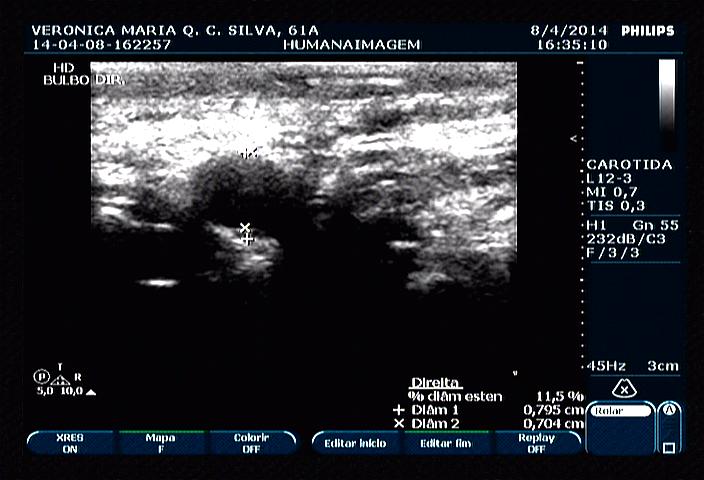 VERONICA MARIA Q. C. SILVA, 61A
8/4/2014 PHILIPS
14-04-08-162257 HUMANAIMAGEM 16:35:10
HD
BULBO DIR.
CAROTIDA
L12-3
MI 0,7
TIS 0,3
H1 Gn 55
232dB/C3
F/3/3
45Hz 3cm
T
P R
5,0 10,0
Direita
% diâm esten 11,5 %
+ Diâm 1 0,795 cm
× Diâm 2 0,704 cm
Rolar
A
XRES
ON
Mapa
F
Colorir
OFF
Editar início
Editar fim
Replay
OFF